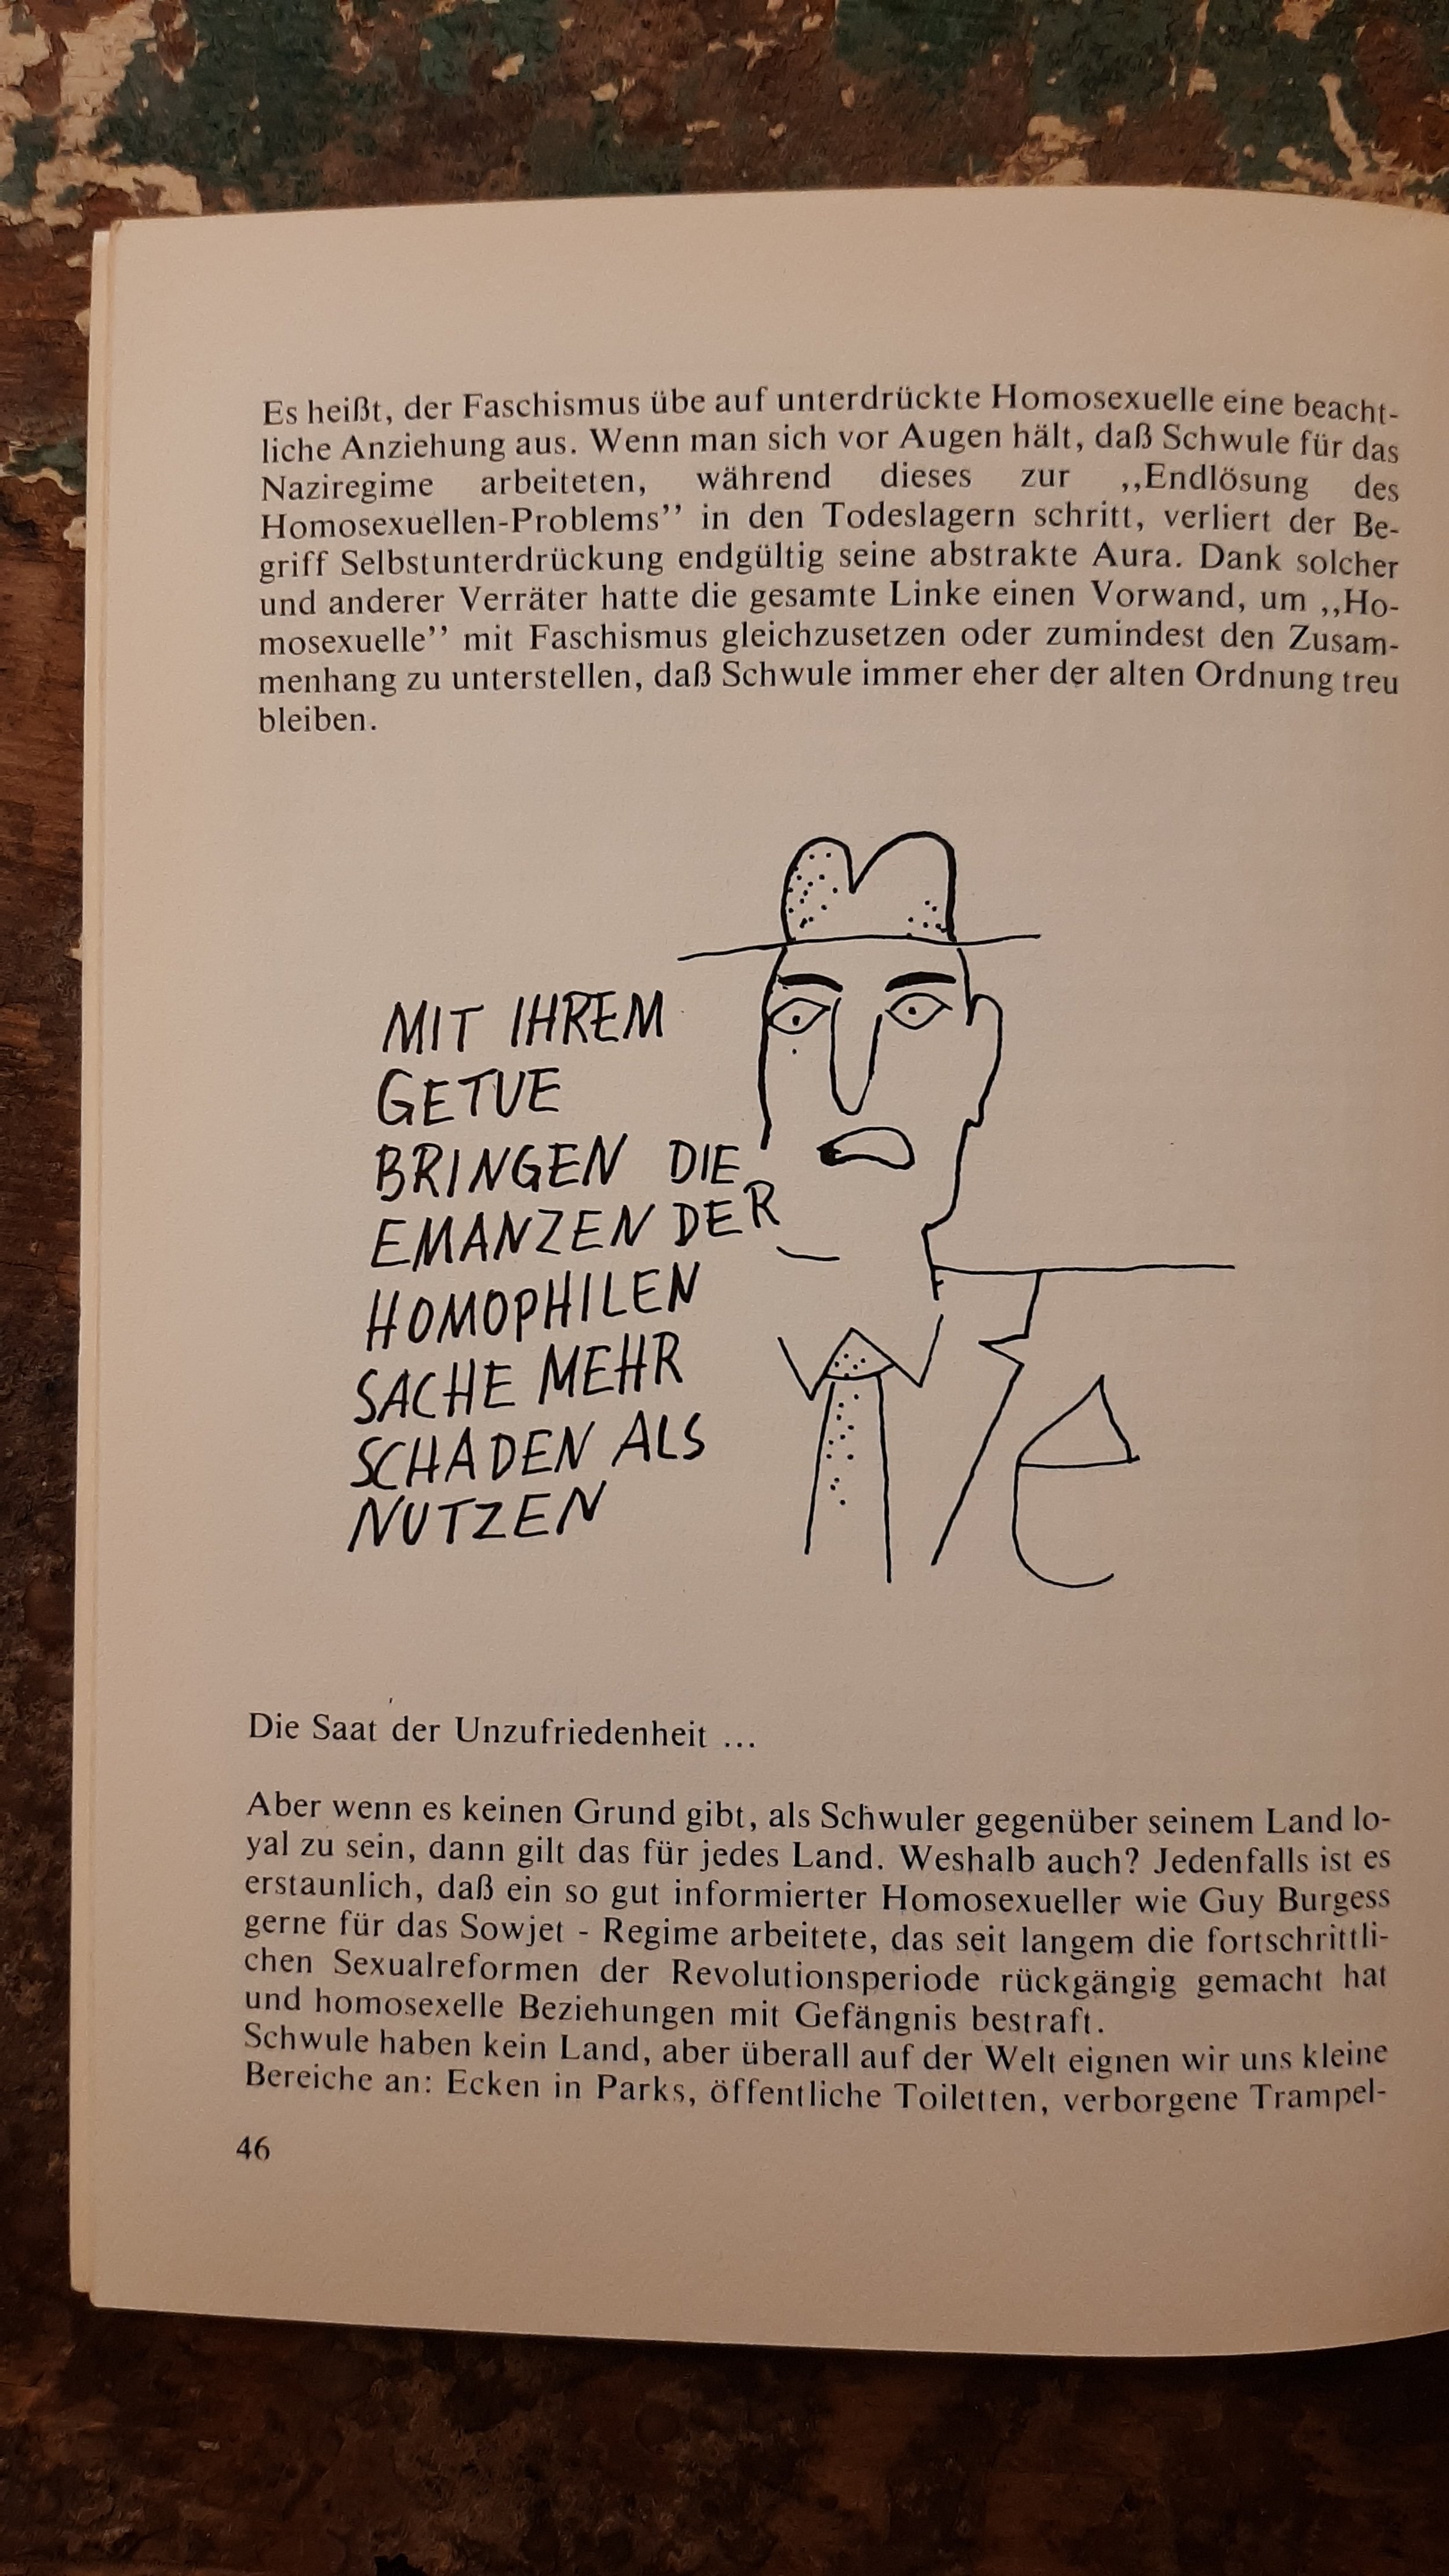 Es heißt, der Faschismus übe auf unterdrückte Homosexuelle eine beacht-
liche Anziehung aus. Wenn man sich vor Augen hält, daß Schwule für das
Naziregime arbeiteten, während dieses zur ,,Endlösung des
Homosexuellen-Problems’’ in den Todeslagern schritt, verliert der Be-
griff Selbstunterdrückung endgültig seine abstrakte Aura. Dank solcher
und anderer Verräter hatte die gesamte Linke einen Vorwand, um ,,Ho-
mosexuelle’’ mit Faschismus gleichzusetzen oder zumindest den Zusam-
menhang zu unterstellen, daß Schwule immer eher der alten Ordnung treu
bleiben.
MIT IHREM
GETUE
BRINGEN DIE
EMANZEN DER
HOMOPHILEN
SACHE MEHR
SCHADEN ALS
NUTZEN
Die Saat der Unzufriedenheit ...
Aber wenn es keinen Grund gibt, als Schwuler gegenüber seinem Land lo-
yal zu sein, dann gilt das für jedes Land. Weshalb auch? Jedenfalls ist es
erstaunlich, daß ein so gut informierter Homosexueller wie Guy Burgess
gerne für das Sowjet - Regime arbeitete, das seit langem die fortschrittli-
chen Sexualreformen der Revolutionsperiode rückgängig gemacht hat
und homosexelle Beziehungen mit Gefängnis bestraft.
Schwule haben kein Land, aber überall auf der Welt eignen wir uns kleine
Bereiche an: Ecken in Parks, öffentliche Toiletten, verborgene Trampel-
46